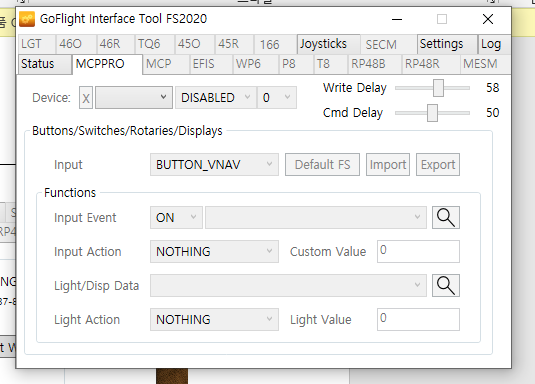 GoFlight Interface Tool FS2020
LGT 46O 46R TQ6 45O 45R 166 Joysticks SECM Settings Log
Status MCPPRO MCP EFIS WP6 P8 T8 RP48B RP48R MESM
Device: X DISABLED 0
Write Delay 58
Cmd Delay 50
Buttons/Switches/Rotaries/Displays
Input BUTTON_VNAV Default FS Import Export
Functions
Input Event ON
Input Action NOTHING Custom Value 0
Light/Disp Data
Light Action NOTHING Light Value 0